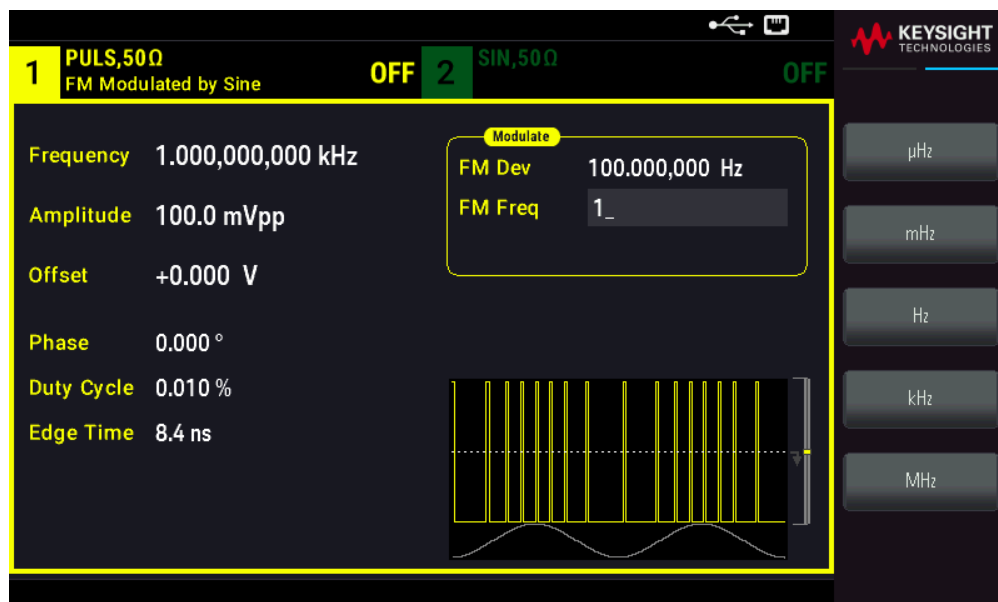 KEYSIGHT
TECHNOLOGIES
1 PULS,50Ω
FM Modulated by Sine
OFF
2 SIN,50Ω
OFF
Frequency 1.000,000,000 kHz
Amplitude 100.0 mVpp
Offset +0.000 V
Phase 0.000 °
Duty Cycle 0.010 %
Edge Time 8.4 ns
Modulate
FM Dev 100.000,000 Hz
FM Freq 1_
µHz
mHz
Hz
kHz
MHz